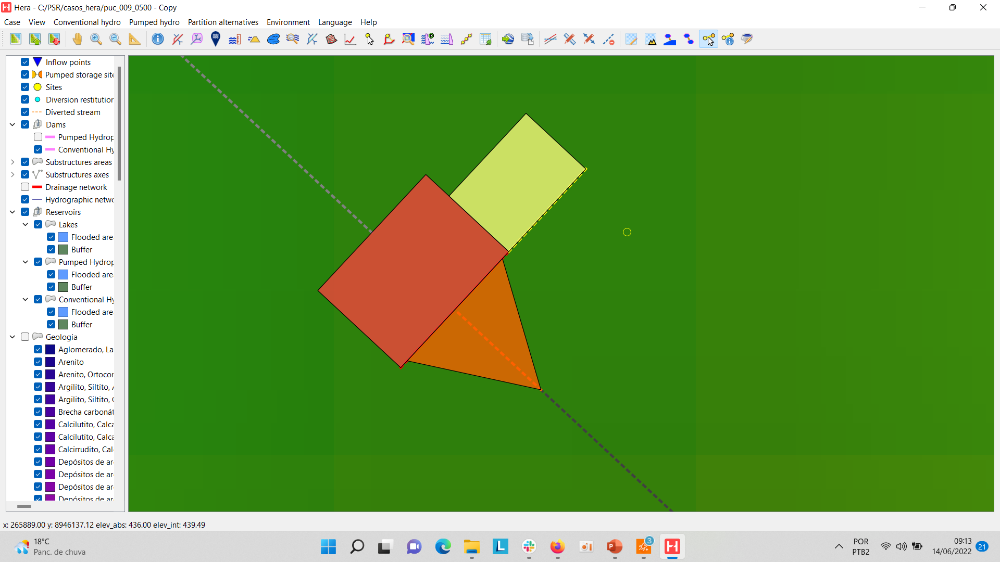 Hera - C:/PSR/casos_hera/puc_009_0500 - Copy
Case View Conventional hydro Pumped hydro Partition alternatives Environment Language Help
Inflow points
Pumped storage site
Sites
Diversion restitution
Diverted stream
Dams
Pumped Hydrop
Conventional Hy
Substructures areas
Substructures axes
Drainage network
Hydrographic netwo
Reservoirs
Lakes
Flooded are
Buffer
Pumped Hydrop
Flooded are
Buffer
Conventional Hy
Flooded are
Buffer
Geologia
Aglomerado, La
Arenito
Arenito, Ortocor
Argilito, Siltito, A
Argilito, Siltito, C
Brecha carbonát
Calcilutito, Calca
Calcilutito, Calca
Calcirrudito, Cal
Depósitos de ar
Depósitos de ar
Depósitos de ar
Depósitos de ar
x: 265889.00 y: 8946137.12 elev_abs: 436.00 elev_int: 439.49
18°C
Panc. de chuva
3
POR
PTB2
09:13
14/06/2022
21